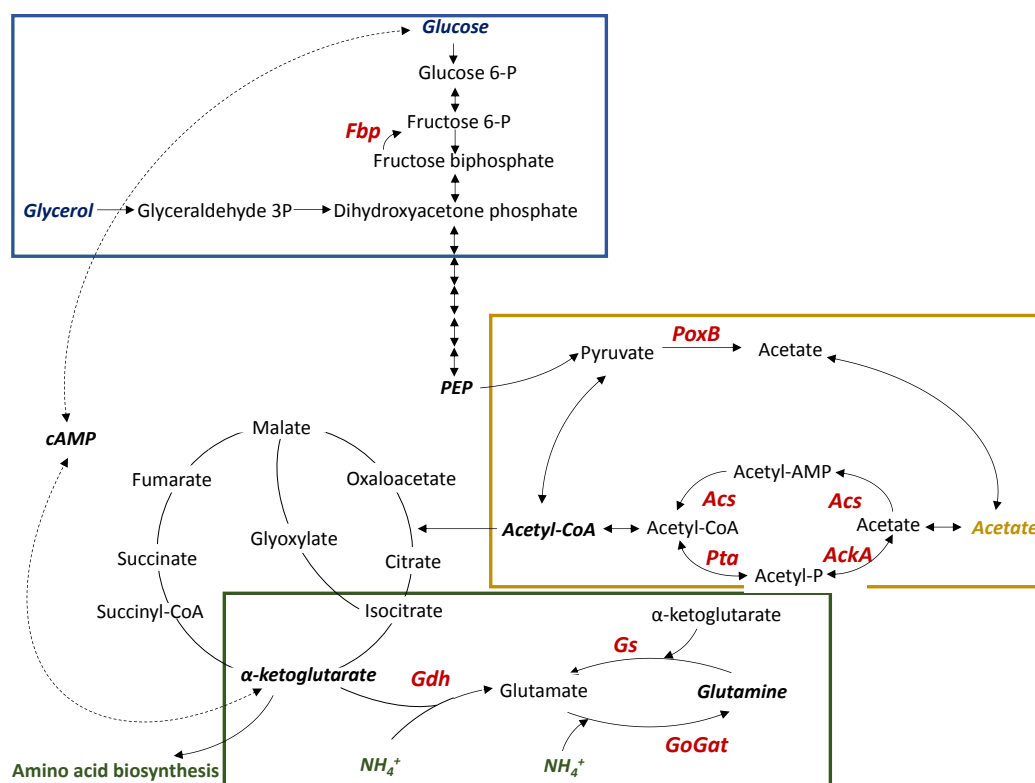 Glucose
Glucose 6-P
Fbp
Fructose 6-P
Fructose biphosphate
Glycerol
Glyceraldehyde 3P
Dihydroxyacetone phosphate
PEP
Pyruvate
PoxB
Acetate
cAMP
Malate
Fumarate
Oxaloacetate
Succinate
Glyoxylate
Citrate
Succinyl-CoA
Isocitrate
Acetyl-CoA
Acetyl-CoA
Acs
Acetyl-AMP
Acs
Acetate
Acetate
Pta
Acetyl-P
AckA
α-ketoglutarate
α-ketoglutarate
Gdh
Glutamate
Gs
Glutamine
GoGat
NH₄⁺
NH₄⁺
Amino acid biosynthesis